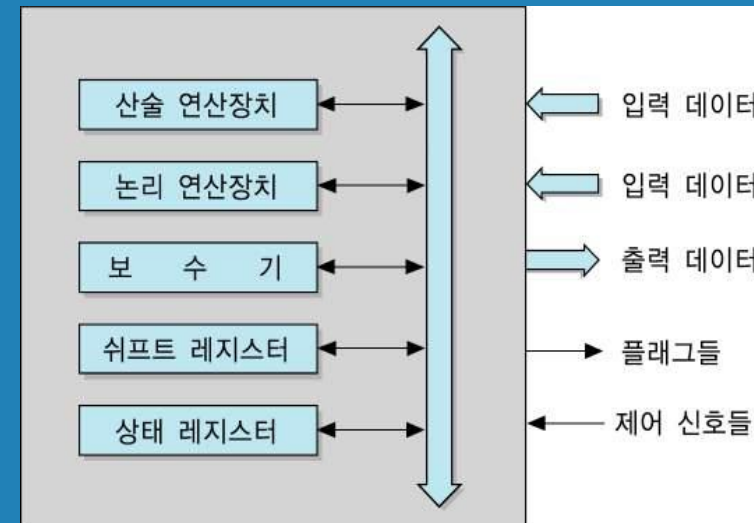 산술 연산장치
논리 연산장치
보 수 기
쉬프트 레지스터
상태 레지스터
입력 데이터
입력 데이터
출력 데이터
플래그들
제어 신호들